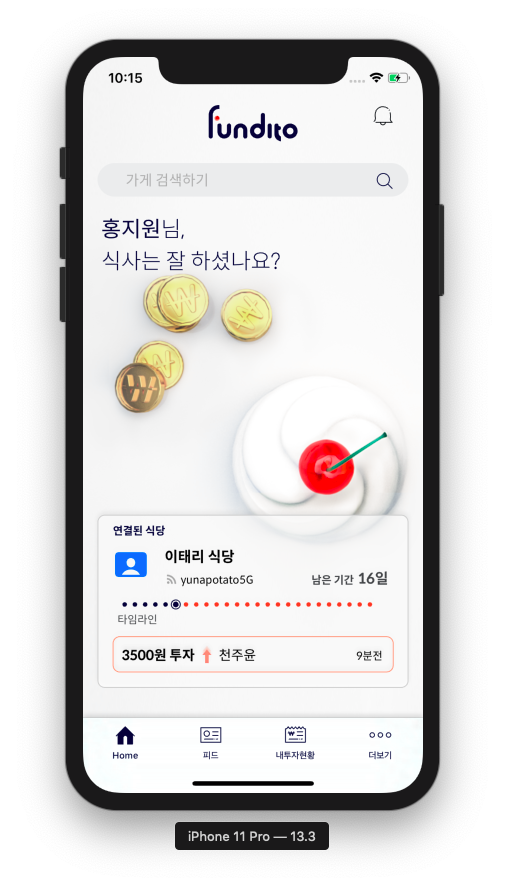 10:15
fundito
가게 검색하기
홍지원님,
식사는 잘 하셨나요?
연결된 식당
이태리 식당
yunapotato5G
남은 기간 16일
타임라인
3500원 투자 천주윤 9분전
Home 피드 내투자현황 더보기
iPhone 11 Pro — 13.3